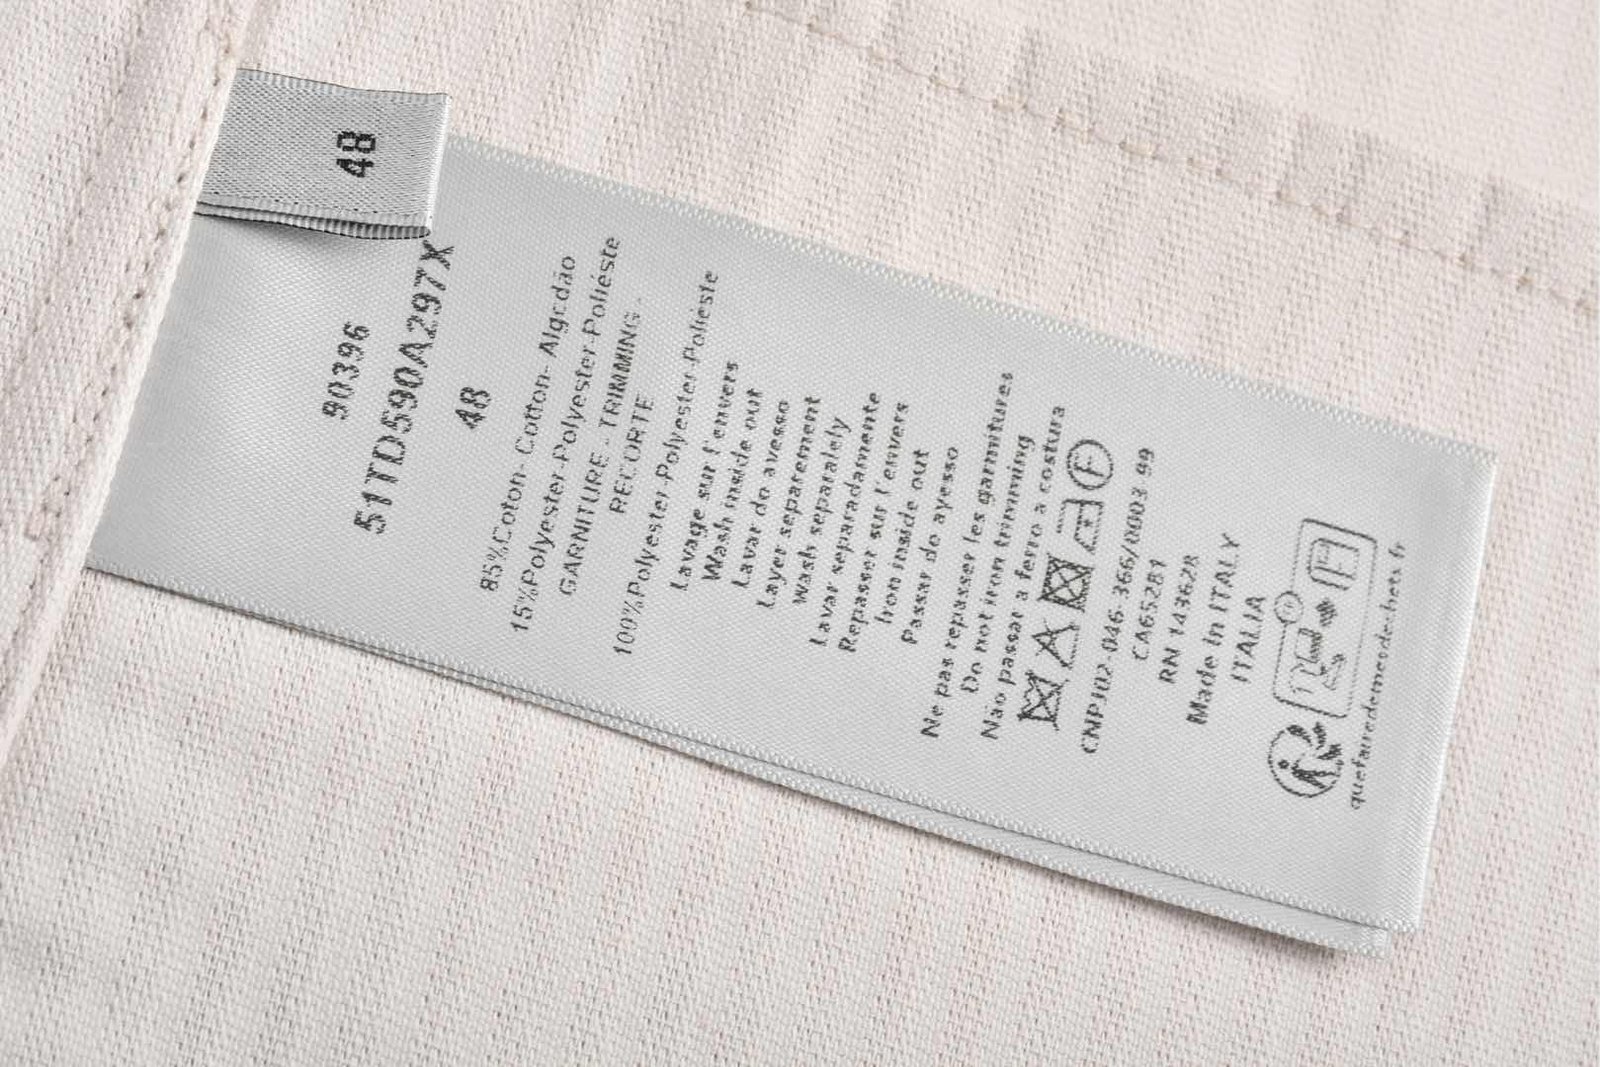 48
90396
51TD590A297X
48
85%Coton- Cotton- Algodão
15%Polyester-Polyester-Poliéste
GARNITURE - TRIMMING -
RECORTE
100%Polyester-Polyester-Poliéste
Lavage sur l'envers
Wash inside out
Lavar do avesso
Layer séparément
Wash separalely
Lavar separadamente
Repasser sur l'envers
Iron inside out
Passar do avesso
Ne pas repasser les garnitures
Do not iron trimming
Não passar a ferro a costura
F
CNPJ02-046-366/0003 99
CA65281
RN 143628
Made in ITALY
ITALIA
FR
quefairedemesdechets.fr